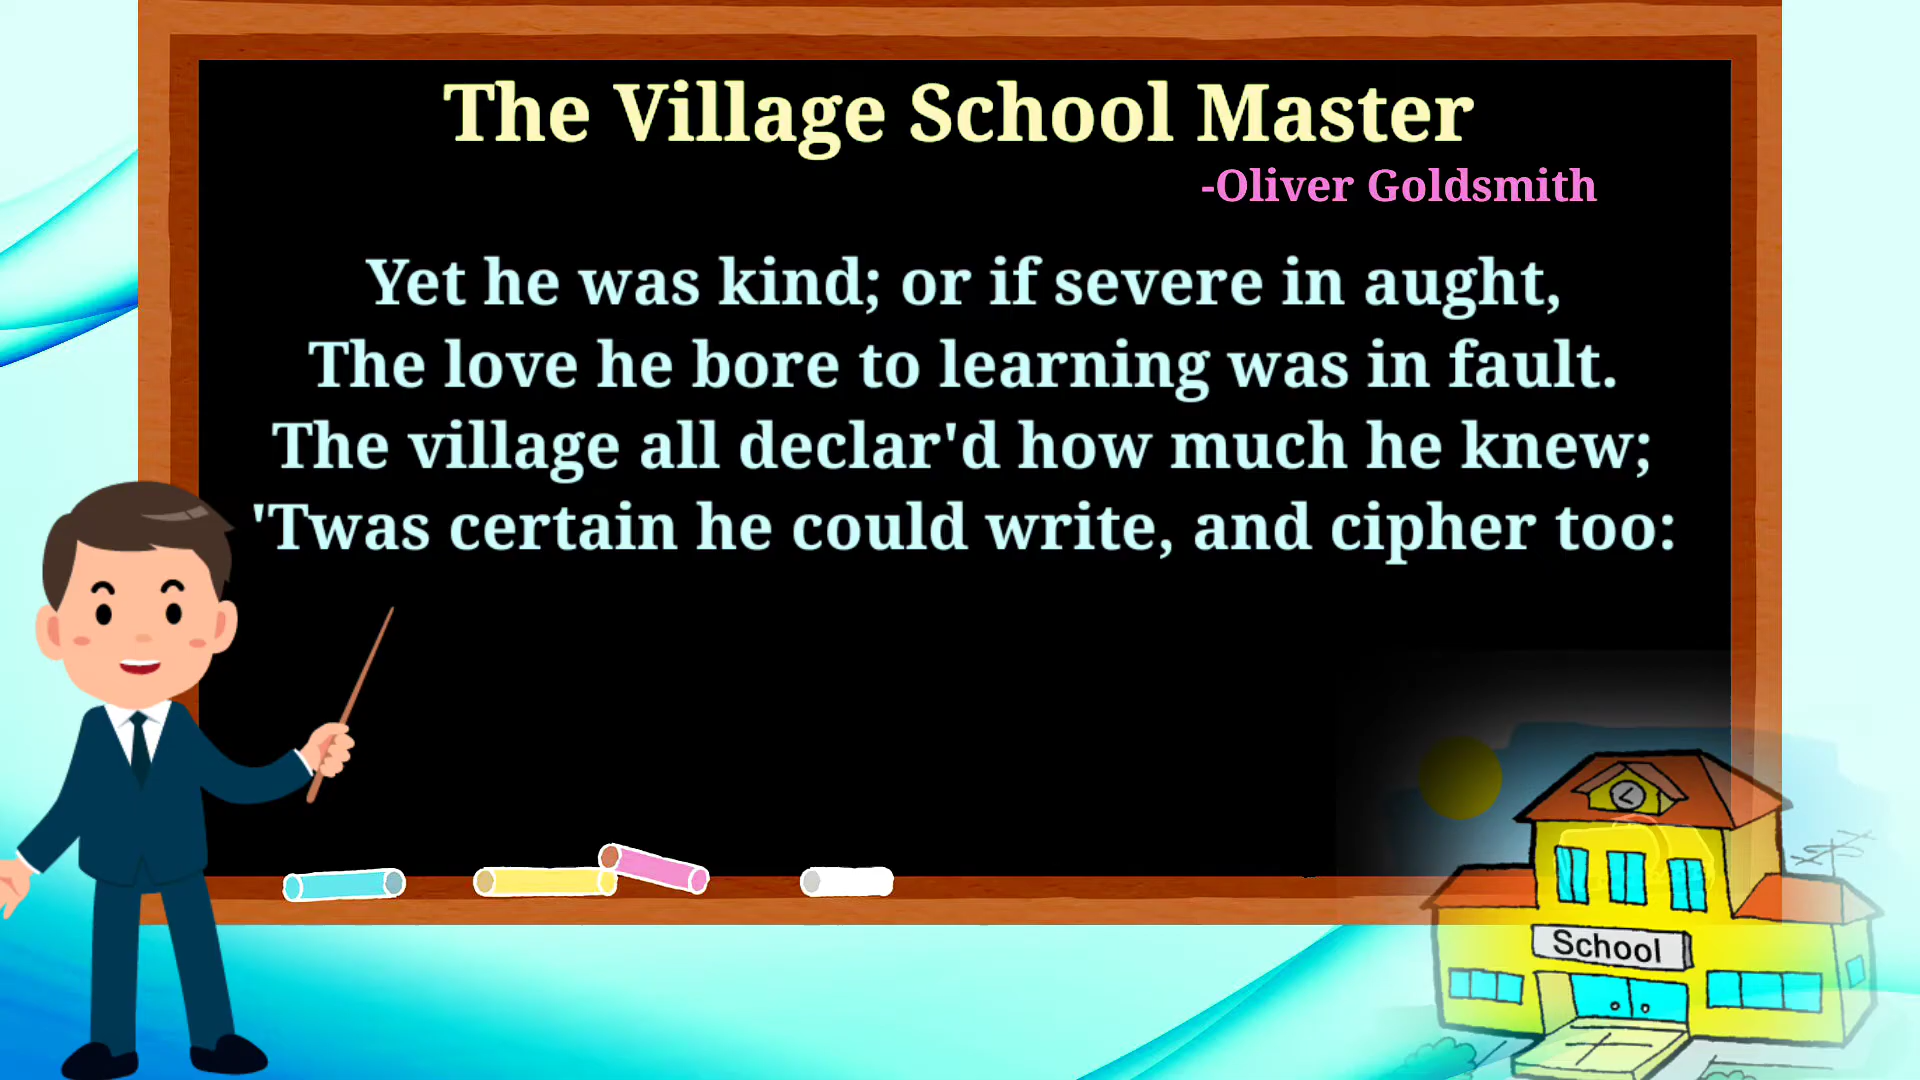 The Village School Master
-Oliver Goldsmith
Yet he was kind; or if severe in aught,
The love he bore to learning was in fault.
The village all declar'd how much he knew;
'Twas certain he could write, and cipher too:
School